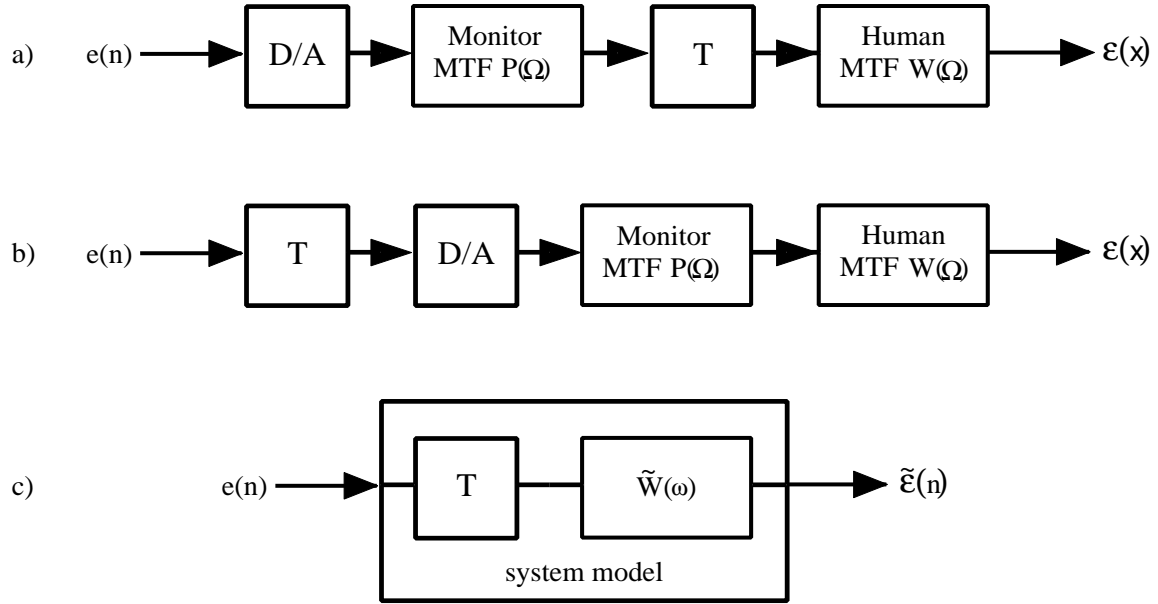 a) e(n) D/A Monitor MTF P(Ω) T Human MTF W(Ω) ε(x)
b) e(n) T D/A Monitor MTF P(Ω) Human MTF W(Ω) ε(x)
c) e(n) T W̃(ω) ε̃(n)
system model